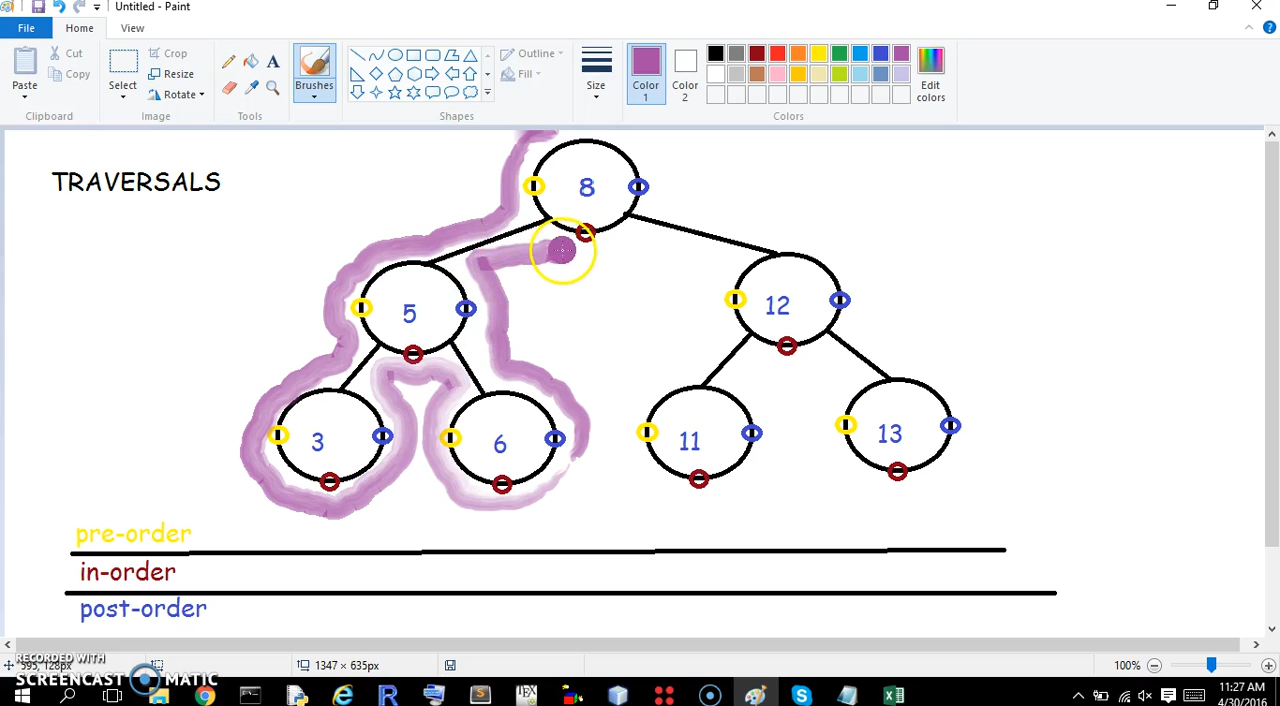 Untitled - Paint
File
Home
View
Paste
Cut
Copy
Clipboard
Select
Crop
Resize
Rotate
Image
Tools
Brushes
Shapes
Outline
Fill
Size
Color 1
Color 2
Edit colors
Colors
TRAVERSALS
8
5
12
3
6
11
13
pre-order
in-order
post-order
RECORDED WITH
SCREENCAST MATIC
595, 128px
1347 × 635px
100%
11:27 AM
4/30/2016